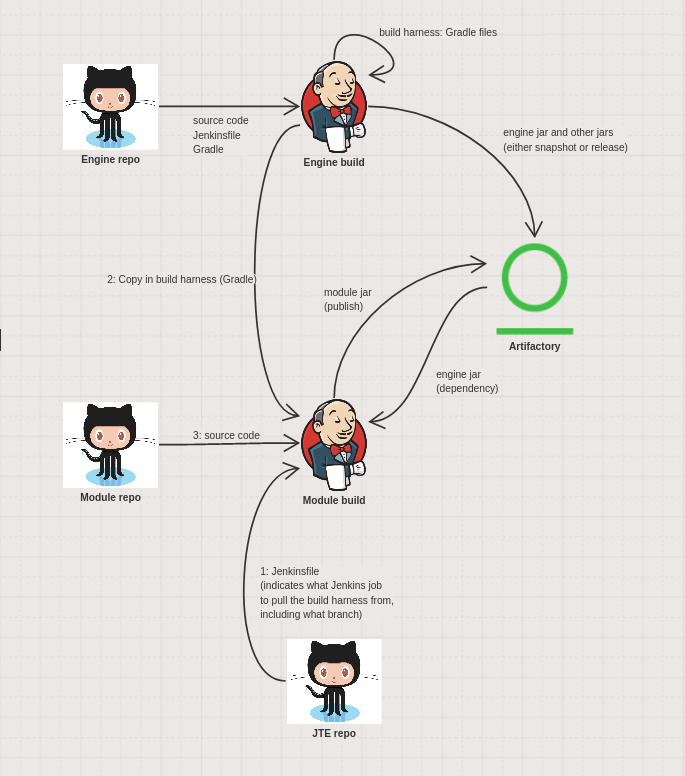 build harness: Gradle files
source code
Jenkinsfile
Gradle
Engine repo
Engine build
engine jar and other jars
(either snapshot or release)
2: Copy in build harness (Gradle)
module jar
(publish)
Artifactory
engine jar
(dependency)
3: source code
Module repo
Module build
1: Jenkinsfile
(indicates what Jenkins job
to pull the build harness from,
including what branch)
JTE repo